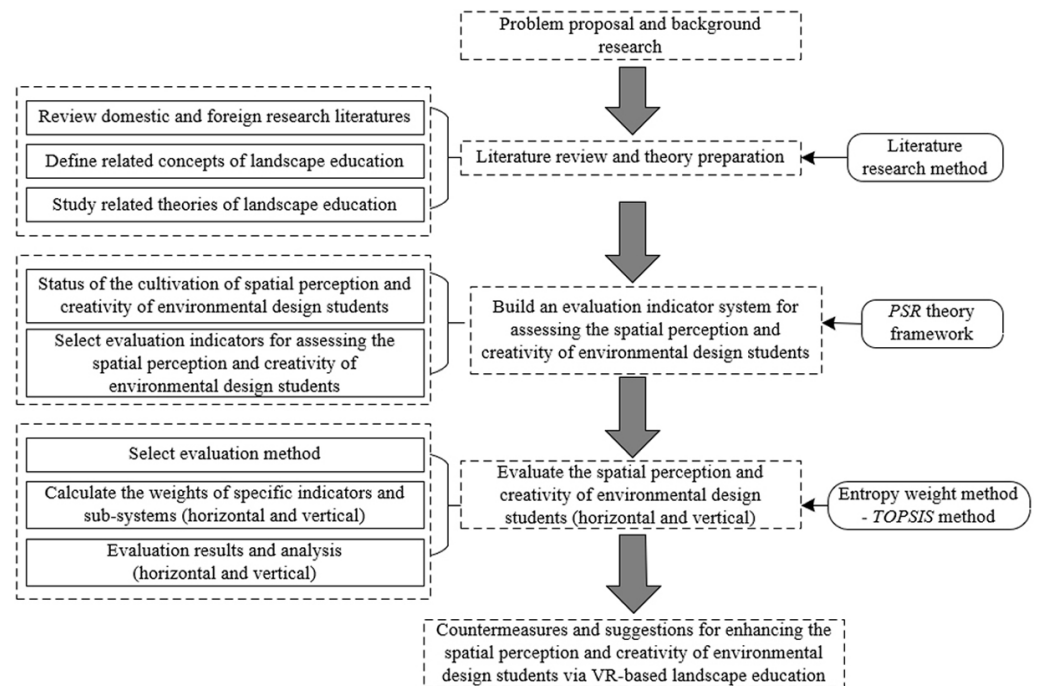 Problem proposal and background
research
Review domestic and foreign research literatures
Define related concepts of landscape education
Study related theories of landscape education
Literature review and theory preparation
Literature
research method
Status of the cultivation of spatial perception and
creativity of environmental design students
Select evaluation indicators for assessing the
spatial perception and creativity of
environmental design students
Build an evaluation indicator system for
assessing the spatial perception and
creativity of environmental design students
PSR theory
framework
Select evaluation method
Calculate the weights of specific indicators and
sub-systems (horizontal and vertical)
Evaluation results and analysis
(horizontal and vertical)
Evaluate the spatial perception and
creativity of environmental design
students (horizontal and vertical)
Entropy weight method
- TOPSIS method
Countermeasures and suggestions for enhancing the
spatial perception and creativity of environmental
design students via VR-based landscape education